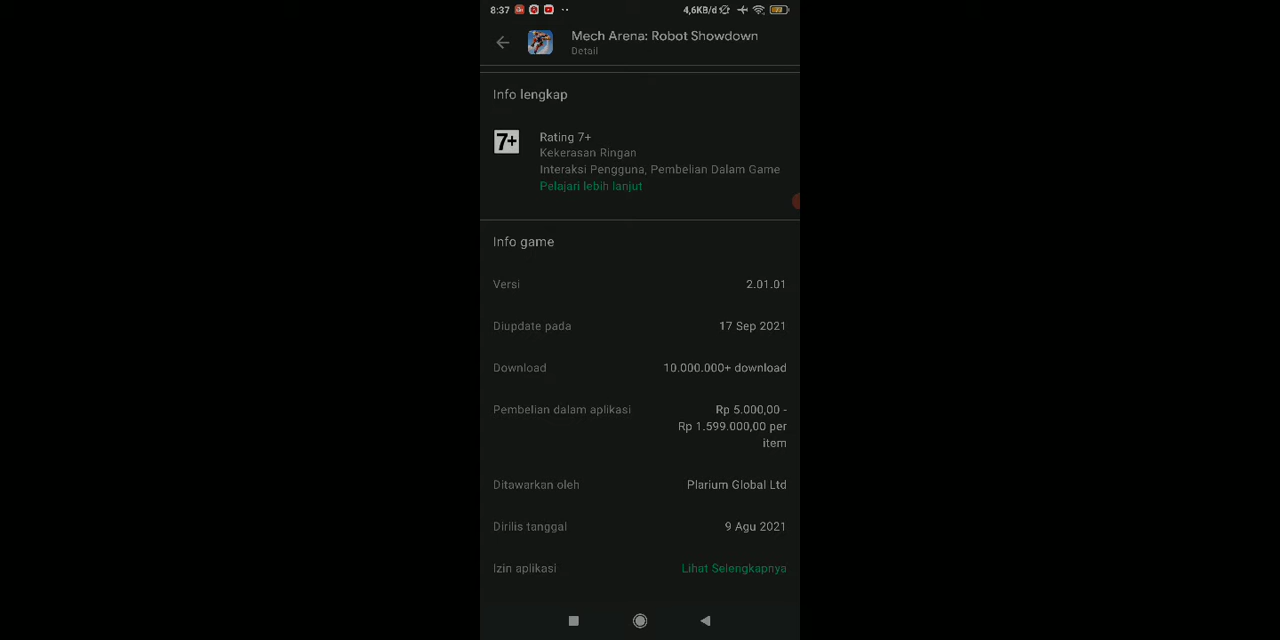 8:37
4,6KB/d
Mech Arena: Robot Showdown
Detail
Info lengkap
7+
Rating 7+
Kekerasan Ringan
Interaksi Pengguna, Pembelian Dalam Game
Pelajari lebih lanjut
Info game
Versi 2.01.01
Diupdate pada 17 Sep 2021
Download 10.000.000+ download
Pembelian dalam aplikasi Rp 5.000,00 -
Rp 1.599.000,00 per
item
Ditawarkan oleh Plarium Global Ltd
Dirilis tanggal 9 Agu 2021
Izin aplikasi Lihat Selengkapnya